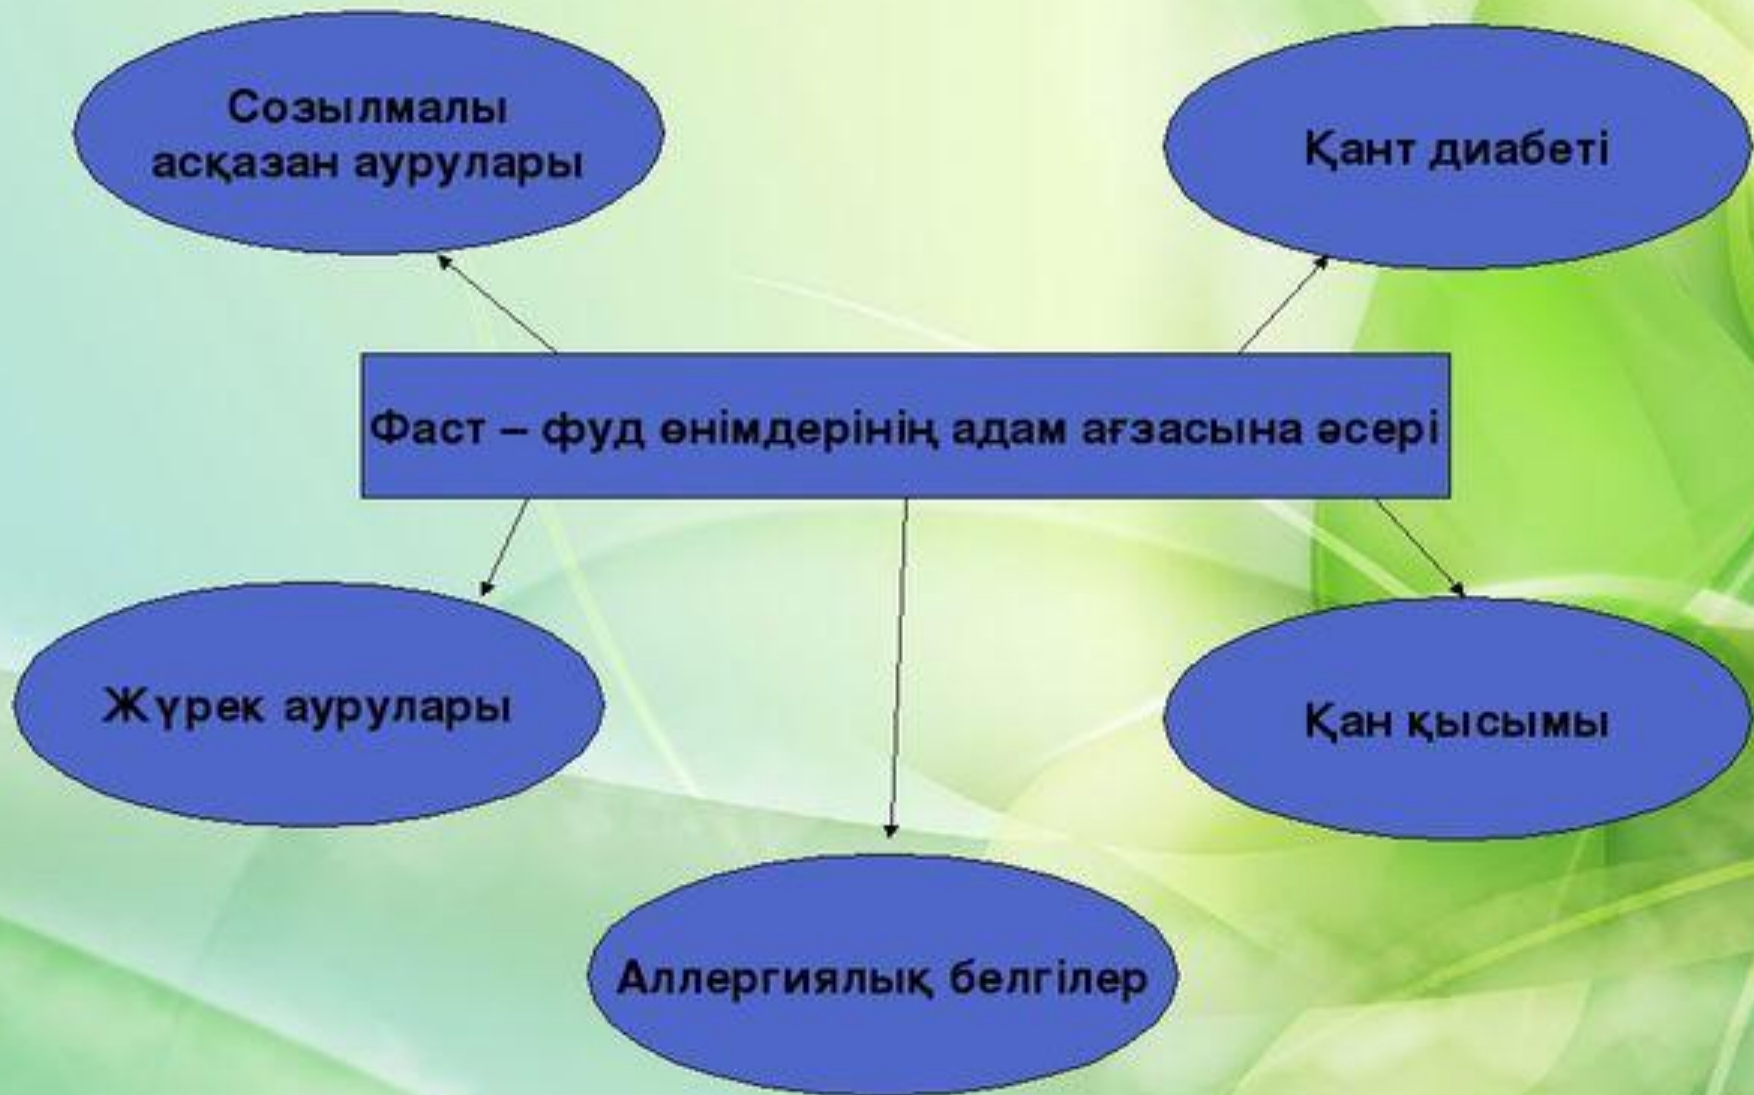 Созылмалы
асқазан аурулары
Қант диабеті
Фаст – фуд өнімдерінің адам ағзасына әсері
Жүрек аурулары
Қан қысымы
Аллергиялық белгілер